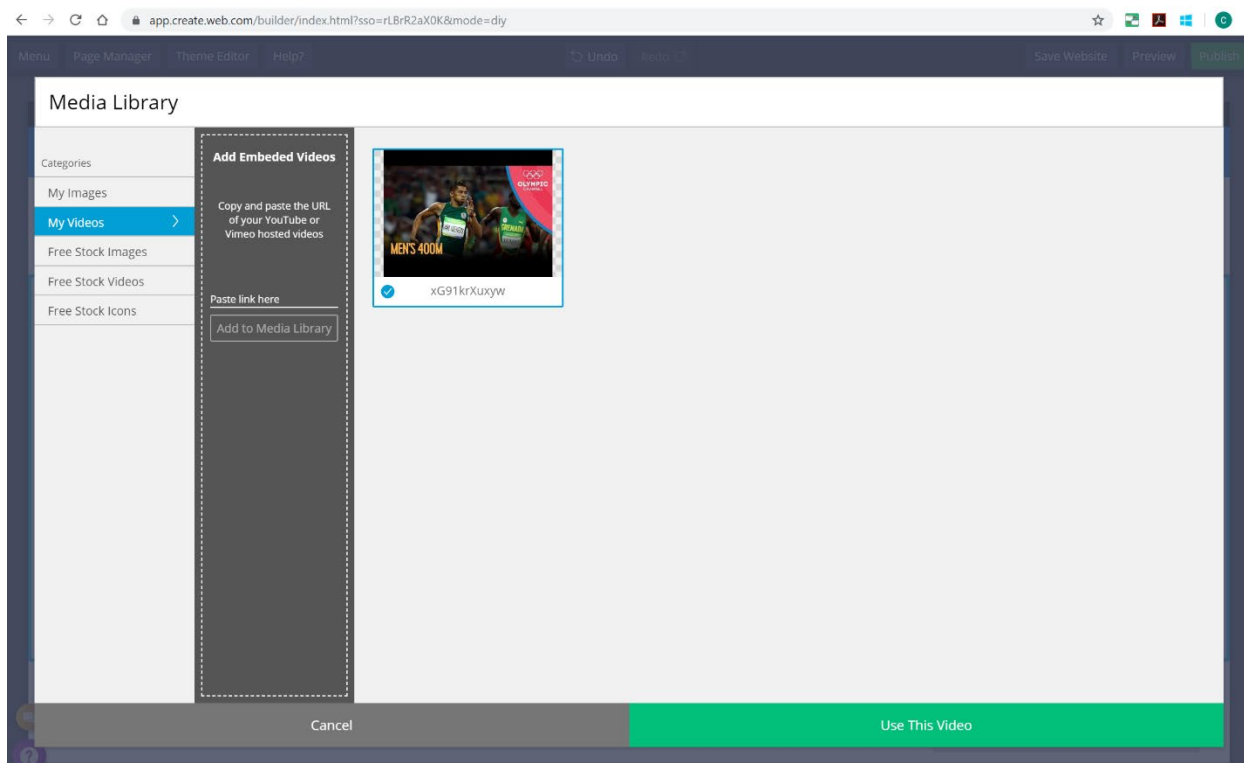 app.create.web.com/builder/index.html?sso=rLBrR2aX0K&mode=diy
C
Menu Page Manager Theme Editor Help? Undo Redo Save Website Preview Publish
Media Library
Categories
My Images
My Videos
Free Stock Images
Free Stock Videos
Free Stock Icons
Add Embeded Videos
Copy and paste the URL
of your YouTube or
Vimeo hosted videos
Paste link here
Add to Media Library
OLYMPIC
GRENADA
MEN'S 400M
xG91krXuxyw
Cancel
Use This Video
?